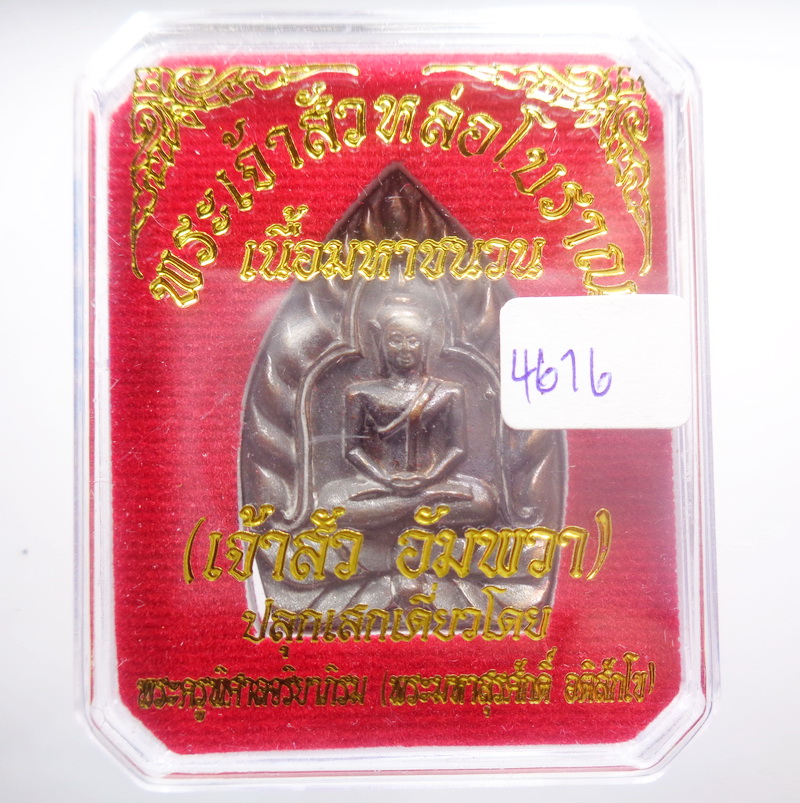 พระเจ้าสัวหล่อโบราณ
เนื้อมหาชนวน
4676
(เจ้าสัว อัมพวา)
ปลุกเสกเดี่ยวโดย
พระครูพิศาลจริยาภิรม (พระมหาสุรศักดิ์ อติสักโข)